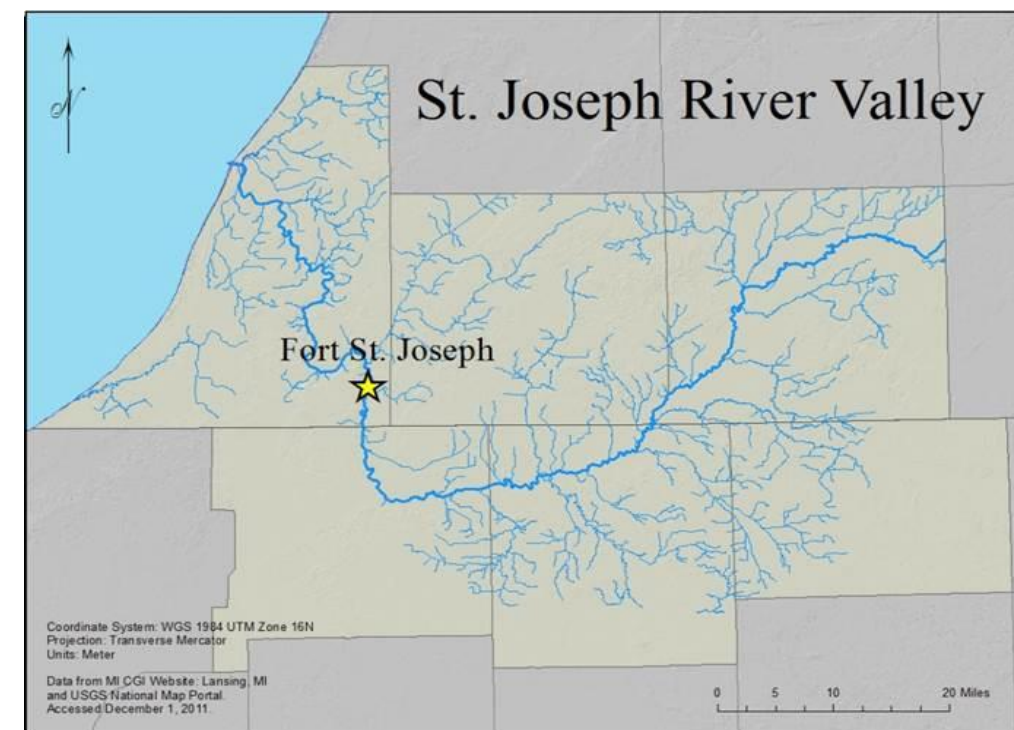 St. Joseph River Valley
N
Fort St. Joseph
Coordinate System: WGS 1984 UTM Zone 16N
Projection: Transverse Mercator
Units: Meter
Data from MI CGI Website: Lansing, MI
and USGS National Map Portal.
Accessed December 1, 2011.
0 5 10 20 Miles